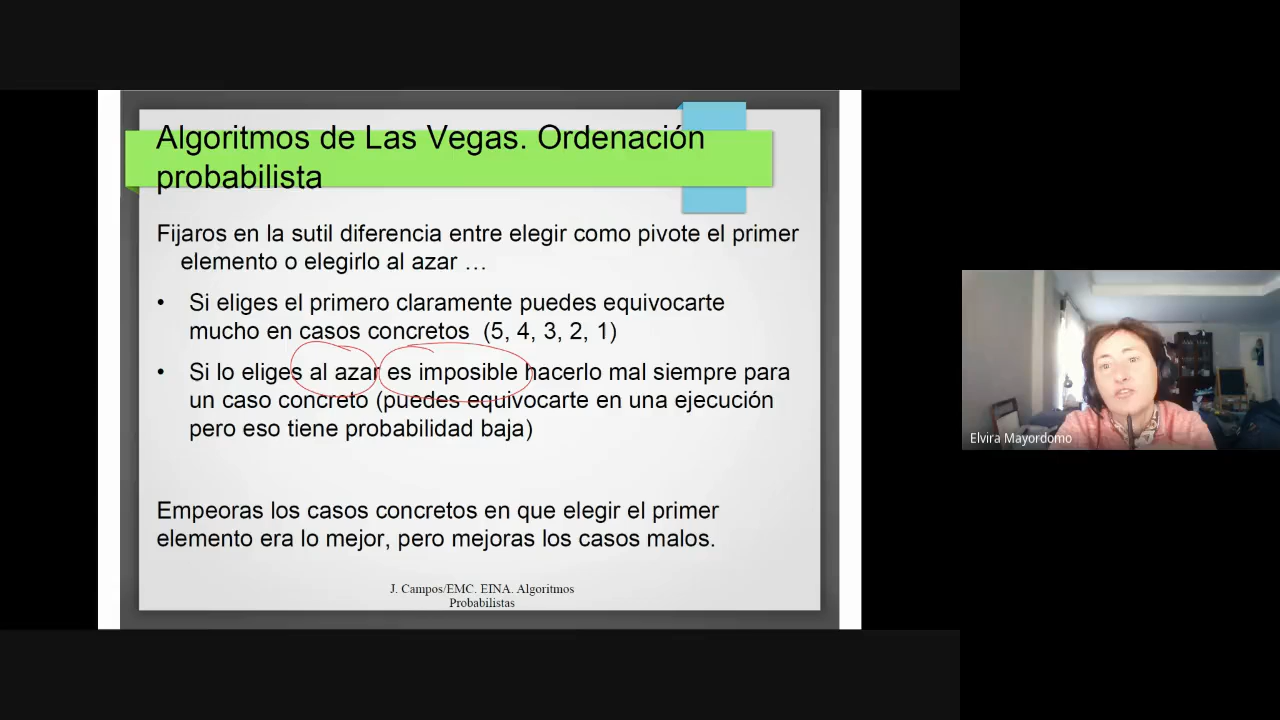 Algoritmos de Las Vegas. Ordenación
probabilista
Fijaros en la sutil diferencia entre elegir como pivote el primer
elemento o elegirlo al azar …
• Si eliges el primero claramente puedes equivocarte
mucho en casos concretos (5, 4, 3, 2, 1)
• Si lo eliges al azar es imposible hacerlo mal siempre para
un caso concreto (puedes equivocarte en una ejecución
pero eso tiene probabilidad baja)
Empeoras los casos concretos en que elegir el primer
elemento era lo mejor, pero mejoras los casos malos.
J. Campos/EMC. EINA. Algoritmos
Probabilistas
Elvira Mayordomo